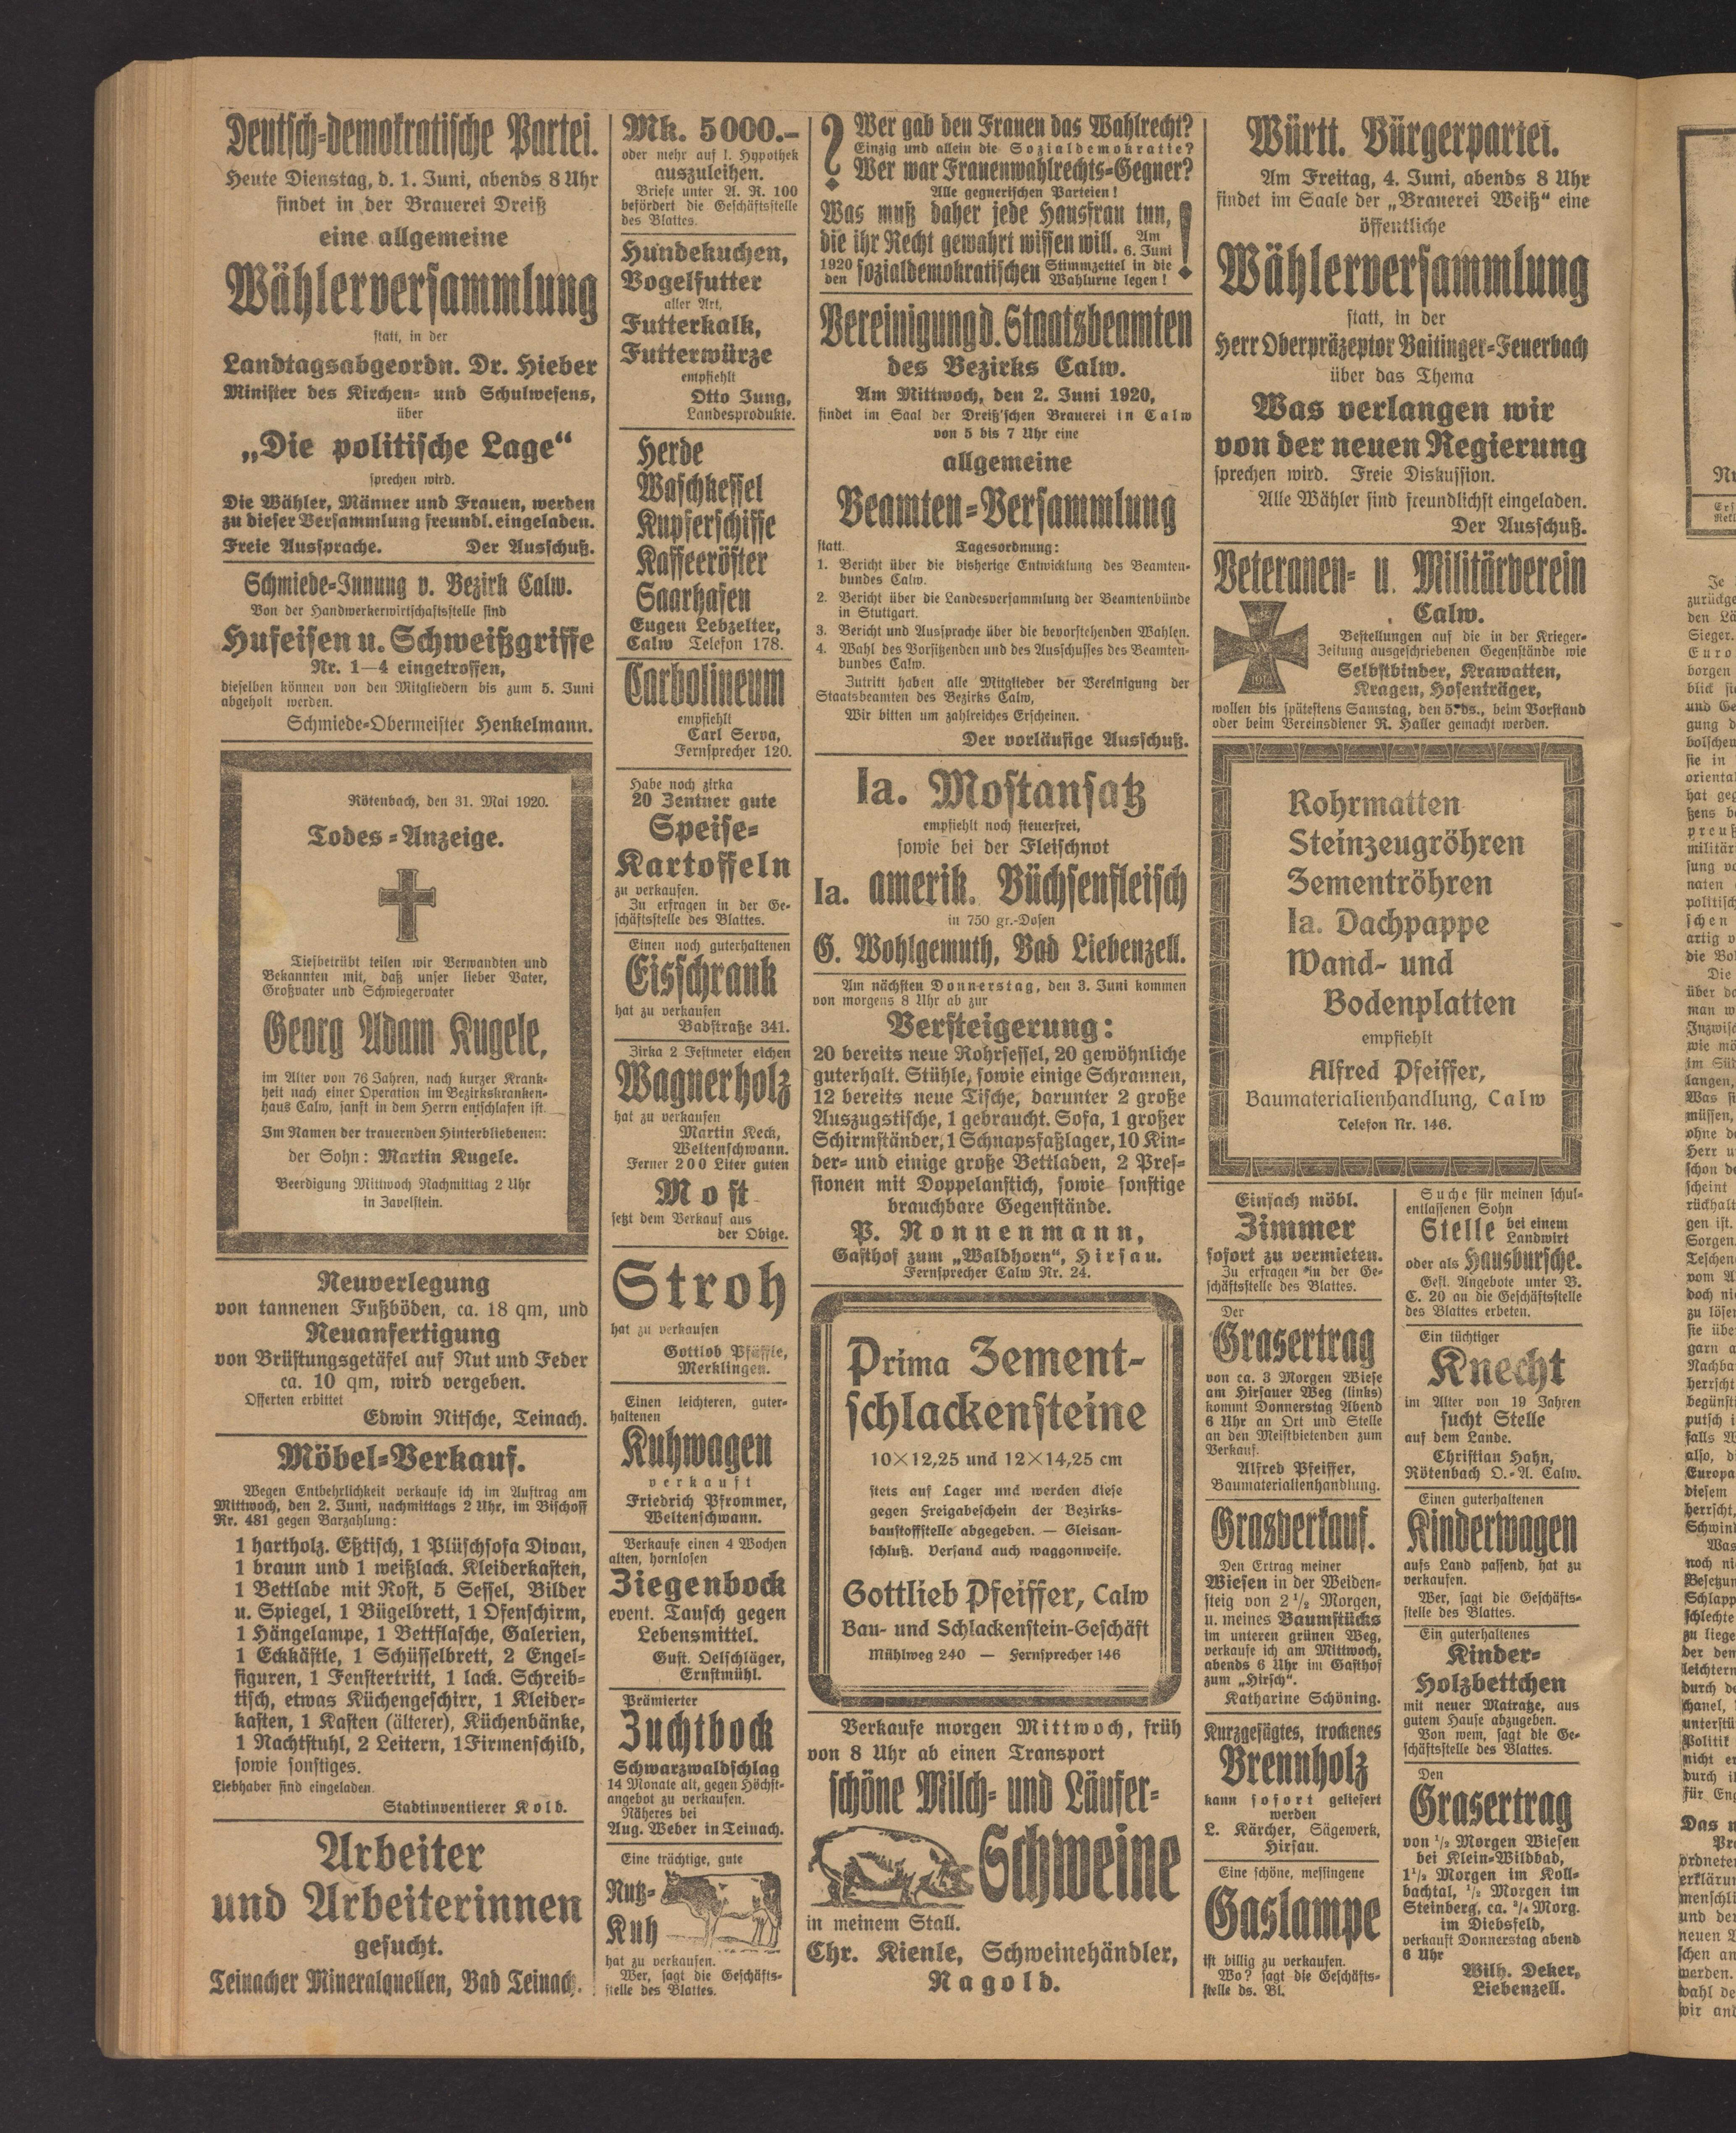 Deutsch-demokratische Partei.
Heute Dienstag, d. 1. Juni, abends 8 Uhr
findet in der Brauerei Dreiß
eine allgemeine
Wählerversammlung
statt, in der
Landtagsabgeordn. Dr. Hieber
Minister des Kirchen- und Schulwesens,
über
„Die politische Lage“
sprechen wird.
Die Wähler, Männer und Frauen, werden
zu dieser Versammlung freundl. eingeladen.
Freie Aussprache. Der Ausschuß.
Schmiede-Innung v. Bezirk Calw.
Von der Handwerkerwirtschaftsstelle sind
Hufeisen u. Schweißgriffe
Nr. 1—4 eingetroffen,
dieselben können von den Mitgliedern bis zum 5. Juni
abgeholt werden.
Schmiede-Obermeister Henkelmann.
Rötenbach, den 31. Mai 1920.
Todes-Anzeige.
Tiefbetrübt teilen wir Verwandten und
Bekannten mit, daß unser lieber Vater,
Großvater und Schwiegervater
Georg Adam Kugele,
im Alter von 76 Jahren, nach kurzer Krank-
heit nach einer Operation im Bezirkskranken-
haus Calw, sanft in dem Herrn entschlafen ist.
Im Namen der trauernden Hinterbliebenen:
der Sohn: Martin Kugele.
Beerdigung Mittwoch Nachmittag 2 Uhr
in Zavelstein.
Neuverlegung
von tannenen Fußböden, ca. 18 qm, und
Neuanfertigung
von Brüstungsgetäfel auf Nut und Feder
ca. 10 qm, wird vergeben.
Offerten erbittet
Edwin Nitsche, Teinach.
Möbel-Verkauf.
Wegen Entbehrlichkeit verkaufe ich im Auftrag am
Mittwoch, den 2. Juni, nachmittags 2 Uhr, im Bischoff
Nr. 481 gegen Barzahlung:
1 hartholz. Eßtisch, 1 Plüschsofa Divan,
1 braun und 1 weißlack. Kleiderkasten,
1 Bettlade mit Rost, 5 Sessel, Bilder
u. Spiegel, 1 Bügelbrett, 1 Ofenschirm,
1 Hängelampe, 1 Bettflasche, Galerien,
1 Eckkästle, 1 Schüsselbrett, 2 Engel-
figuren, 1 Fenstertritt, 1 lack. Schreib-
tisch, etwas Küchengeschirr, 1 Kleider-
kasten, 1 Kasten (älterer), Küchenbänke,
1 Nachtstuhl, 2 Leitern, 1 Firmenschild,
sowie sonstiges.
Liebhaber sind eingeladen.
Stadtinventierer Kolb.
Arbeiter
und Arbeiterinnen
gesucht.
Teinacher Mineralquellen, Bad Teinach.
Mk. 5000.—
oder mehr auf I. Hypothek
auszuleihen.
Briefe unter A. R. 100
befördert die Geschäftsstelle
des Blattes.
Hundekuchen,
Vogelfutter
aller Art,
Futterkalk,
Futterwürze
empfiehlt
Otto Jung,
Landesprodukte.
Herde
Waschkessel
Kupferschiffe
Kaffeeröster
Saarhafen
Eugen Lebzelter,
Calw Telefon 178.
Carbolineum
empfiehlt
Carl Serva,
Fernsprecher 120.
Habe noch zirka
20 Zentner gute
Speise-
Kartoffeln
zu verkaufen.
Zu erfragen in der Ge-
schäftsstelle des Blattes.
Einen noch guterhaltenen
Eisschrank
hat zu verkaufen
Badstraße 341.
Zirka 2 Festmeter eichen
Wagnerholz
hat zu verkaufen
Martin Keck,
Weltenschwann.
Ferner 200 Liter guten
Most
setzt dem Verkauf aus
der Obige.
Stroh
hat zu verkaufen
Gottlob Pfäffle,
Merklingen.
Einen leichteren, guter-
haltenen
Kuhwagen
verkauft
Friedrich Pfrommer,
Weltenschwann.
Verkaufe einen 4 Wochen
alten, hornlosen
Ziegenbock
event. Tausch gegen
Lebensmittel.
Gust. Oelschläger,
Ernstmühl.
Prämierter
Zuchtbock
Schwarzwaldschlag
14 Monate alt, gegen Höchst-
angebot zu verkaufen.
Näheres bei
Aug. Weber in Teinach.
Eine trächtige, gute
Nutz-
Kuh
hat zu verkaufen.
Wer, sagt die Geschäfts-
stelle des Blattes.
? Wer gab den Frauen das Wahlrecht?
Einzig und allein die Sozialdemokratie?
Wer war Frauenwahlrechts-Gegner?
Alle gegnerischen Parteien!
Was muß daher jede Hausfrau tun,
die ihr Recht gewahrt wissen will. Am 6. Juni
1920 den sozialdemokratischen Stimmzettel in die Wahlurne legen! !
Vereinigung d. Staatsbeamten
des Bezirks Calw.
Am Mittwoch, den 2. Juni 1920,
findet im Saal der Dreiß'schen Brauerei in Calw
von 5 bis 7 Uhr eine
allgemeine
Beamten-Versammlung
statt. Tagesordnung:
1. Bericht über die bisherige Entwicklung des Beamten-
bundes Calw.
2. Bericht über die Landesversammlung der Beamtenbünde
in Stuttgart.
3. Bericht und Aussprache über die bevorstehenden Wahlen.
4. Wahl des Vorsitzenden und des Ausschusses des Beamten-
bundes Calw.
Zutritt haben alle Mitglieder der Vereinigung der
Staatsbeamten des Bezirks Calw,
Wir bitten um zahlreiches Erscheinen.
Der vorläufige Ausschuß.
Ia. Mostansatz
empfiehlt noch steuerfrei,
sowie bei der Fleischnot
Ia. amerik. Büchsenfleisch
in 750 gr.-Dosen
G. Wohlgemuth, Bad Liebenzell.
Am nächsten Donnerstag, den 3. Juni kommen
von morgens 8 Uhr ab zur
Versteigerung:
20 bereits neue Rohrsessel, 20 gewöhnliche
guterhalt. Stühle, sowie einige Schrannen,
12 bereits neue Tische, darunter 2 große
Auszugstische, 1 gebraucht. Sofa, 1 großer
Schirmständer, 1 Schnapsfaßlager, 10 Kin-
der- und einige große Bettladen, 2 Pres-
sionen mit Doppelanstich, sowie sonstige
brauchbare Gegenstände.
P. Nonnenmann,
Gasthof zum „Waldhorn“, Hirsau.
Fernsprecher Calw Nr. 24.
Prima Zement-
schlackensteine
10×12,25 und 12×14,25 cm
stets auf Lager und werden diese
gegen Freigabeschein der Bezirks-
baustoffstelle abgegeben. — Gleisan-
schluß. Versand auch waggonweise.
Gottlieb Pfeiffer, Calw
Bau- und Schlackenstein-Geschäft
Mühlweg 240 — Fernsprecher 146
Verkaufe morgen Mittwoch, früh
von 8 Uhr ab einen Transport
schöne Milch- und Läufer-
Schweine
in meinem Stall.
Chr. Kienle, Schweinehändler,
Nagold.
Württ. Bürgerpartei.
Am Freitag, 4. Juni, abends 8 Uhr
findet im Saale der „Brauerei Weiß“ eine
öffentliche
Wählerversammlung
statt, in der
Herr Oberpräzeptor Baitinger-Feuerbach
über das Thema
Was verlangen wir
von der neuen Regierung
sprechen wird. Freie Diskussion.
Alle Wähler sind freundlichst eingeladen.
Der Ausschuß.
Veteranen- u. Militärverein
Calw.
Bestellungen auf die in der Krieger-
Zeitung ausgeschriebenen Gegenstände wie
Selbstbinder, Krawatten,
Kragen, Hosenträger,
wollen bis spätestens Samstag, den 5. ds., beim Vorstand
oder beim Vereinsdiener R. Haller gemacht werden.
W
1914
Rohrmatten
Steinzeugröhren
Zementröhren
Ia. Dachpappe
Wand- und
Bodenplatten
empfiehlt
Alfred Pfeiffer,
Baumaterialienhandlung, Calw
Telefon Nr. 146.
Einfach möbl.
Zimmer
sofort zu vermieten.
Zu erfragen in der Ge-
schäftsstelle des Blattes.
Der
Grasertrag
von ca. 3 Morgen Wiese
am Hirsauer Weg (links)
kommt Donnerstag Abend
6 Uhr an Ort und Stelle
an den Meistbietenden zum
Verkauf.
Alfred Pfeiffer,
Baumaterialienhandlung.
Grasverkauf.
Den Ertrag meiner
Wiesen in der Weiden-
steig von 2 1/2 Morgen,
u. meines Baumstücks
im unteren grünen Weg,
verkaufe ich am Mittwoch,
abends 6 Uhr im Gasthof
zum „Hirsch“.
Katharine Schöning.
Kurzgesägtes, trockenes
Brennholz
kann sofort geliefert
werden
L. Kärcher, Sägewerk,
Hirsau.
Eine schöne, messingene
Gaslampe
ist billig zu verkaufen.
Wo? sagt die Geschäfts-
stelle ds. Bl.
Suche für meinen schul-
entlassenen Sohn
Stelle bei einem Landwirt
oder als Hausbursche.
Gefl. Angebote unter B.
C. 20 an die Geschäftsstelle
des Blattes erbeten.
Ein tüchtiger
Knecht
im Alter von 19 Jahren
sucht Stelle
auf dem Lande.
Christian Hahn,
Rötenbach O.-A. Calw.
Einen guterhaltenen
Kinderwagen
aufs Land passend, hat zu
verkaufen.
Wer, sagt die Geschäfts-
stelle des Blattes.
Ein guterhaltenes
Kinder-
Holzbettchen
mit neuer Matratze, aus
gutem Hause abzugeben.
Von wem, sagt die Ge-
schäftsstelle des Blattes.
Den
Grasertrag
von 1/2 Morgen Wiesen
bei Klein-Wildbad,
1 1/2 Morgen im Koll-
bachtal, 1/2 Morgen im
Steinberg, ca. 3/4 Morg.
im Diebsfeld,
verkauft Donnerstag abend
6 Uhr
Wilh. Deker,
Liebenzell.